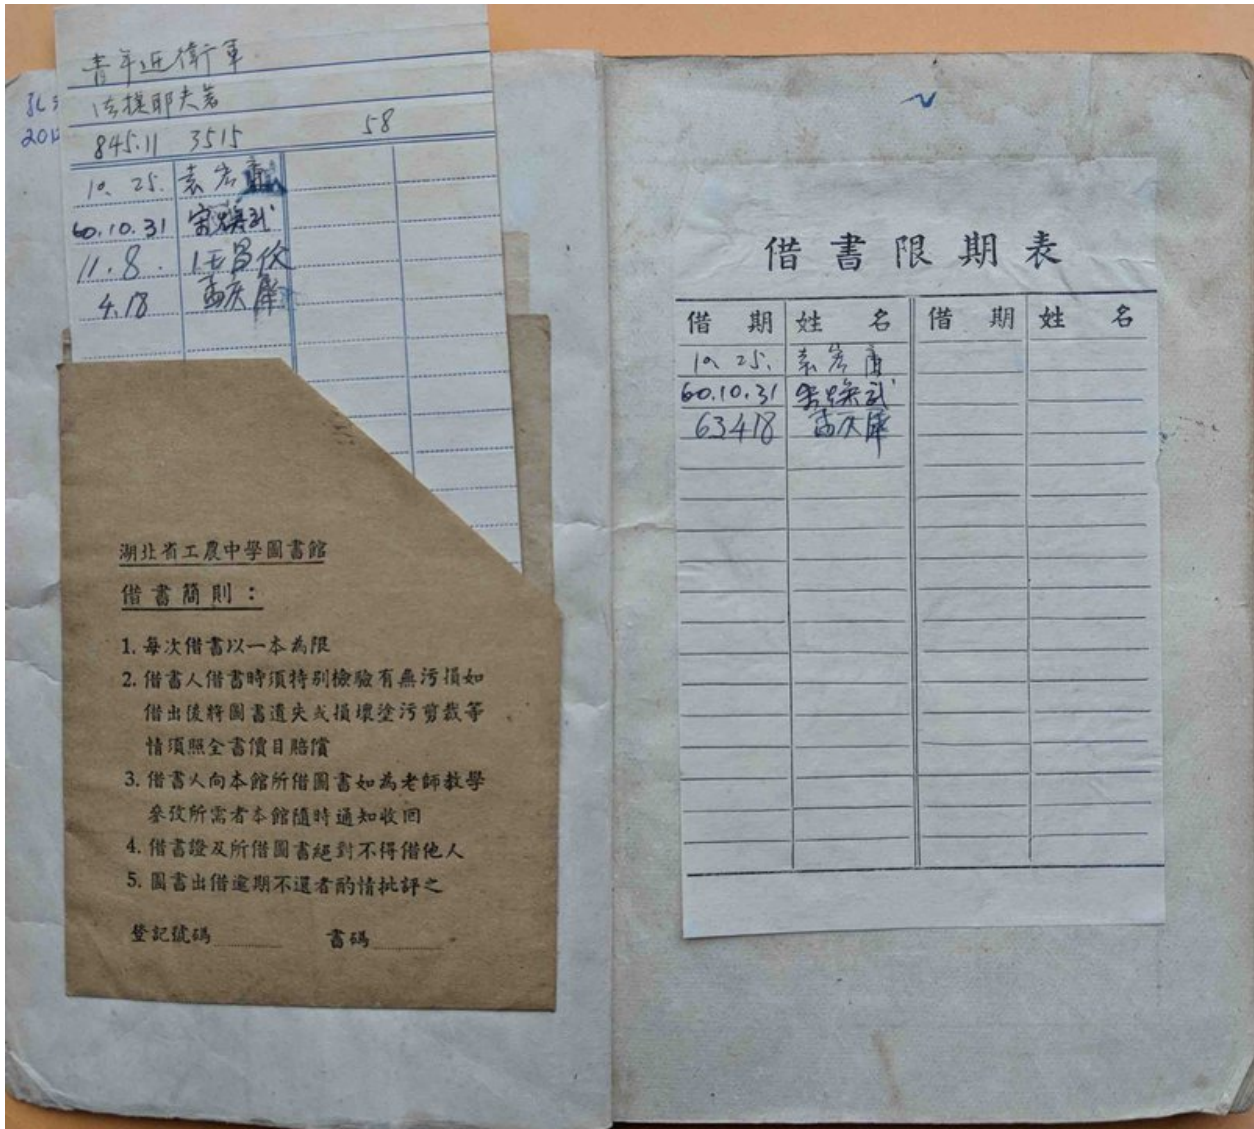 青年近衛軍
法捷耶夫著
845.11 3515 58
10. 25.
60.10.31
11. 8.
4.18
湖北省工農中學圖書館
借書簡則：
1. 每次借書以一本為限
2. 借書人借書時須特別檢驗有無污損如
借出後將圖書遺失或損壞塗污剪裁等
情須照全書價目賠償
3. 借書人向本館所借圖書如為老師教學
參攷所需者本館隨時通知收回
4. 借書證及所借圖書絕對不得借他人
5. 圖書出借逾期不還者酌情批評之
登記號碼 書碼
借書限期表
借期 姓名 借期 姓名
10. 25.
60.10.31
63418